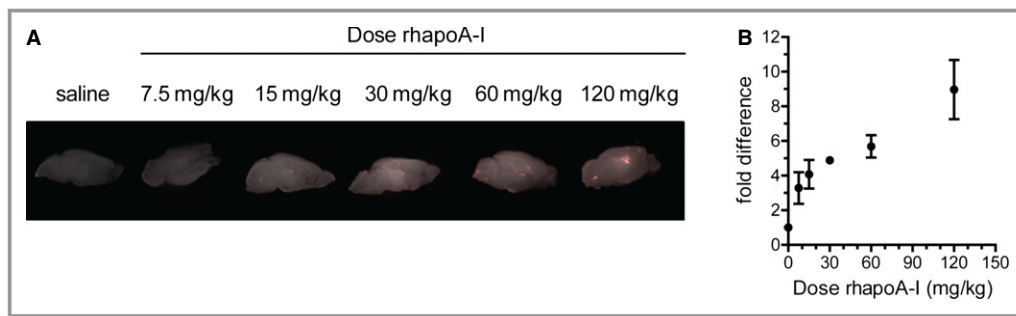 A
Dose rhapoA-I
saline 7.5 mg/kg 15 mg/kg 30 mg/kg 60 mg/kg 120 mg/kg
B
12
10
8
6
4
2
0
fold difference
0 30 60 90 120 150
Dose rhapoA-I (mg/kg)